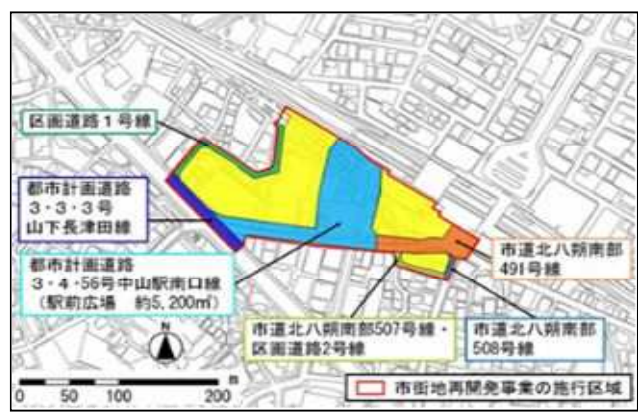 区画道路1号線
都市計画道路
3・3・3号
山下長津田線
都市計画道路
3・4・56号中山駅南口線
(駅前広場 約5,200㎡)
市道北八朔南部
491号線
市道北八朔南部507号線・
区画道路2号線
市道北八朔南部
508号線
N
0 50 100 200 m
市街地再開発事業の施行区域